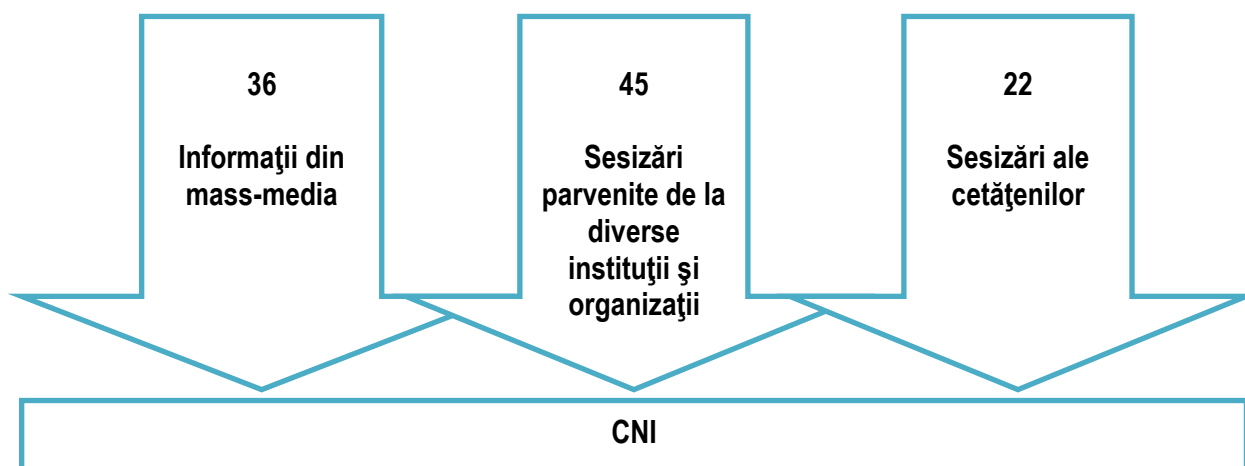 36
Informaţii din
mass-media
45
Sesizări
parvenite de la
diverse
instituţii şi
organizaţii
22
Sesizări ale
cetăţenilor
CNI